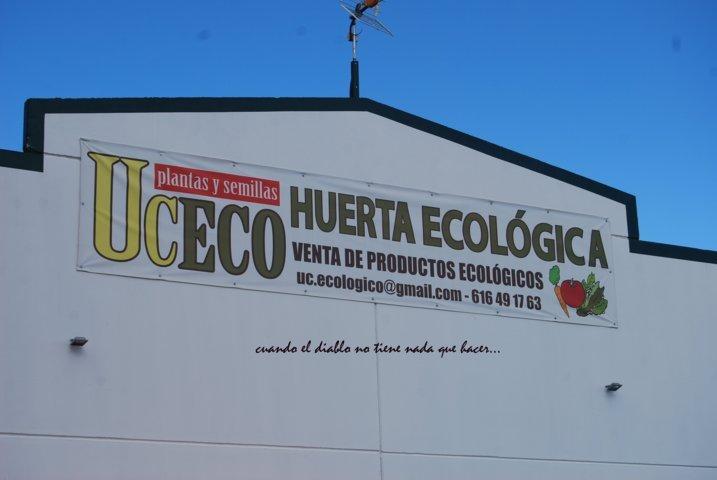 plantas y semillas
UCECO
HUERTA ECOLÓGICA
VENTA DE PRODUCTOS ECOLÓGICOS
uc.ecologico@gmail.com - 616 49 17 63
cuando el diablo no tiene nada que hacer...